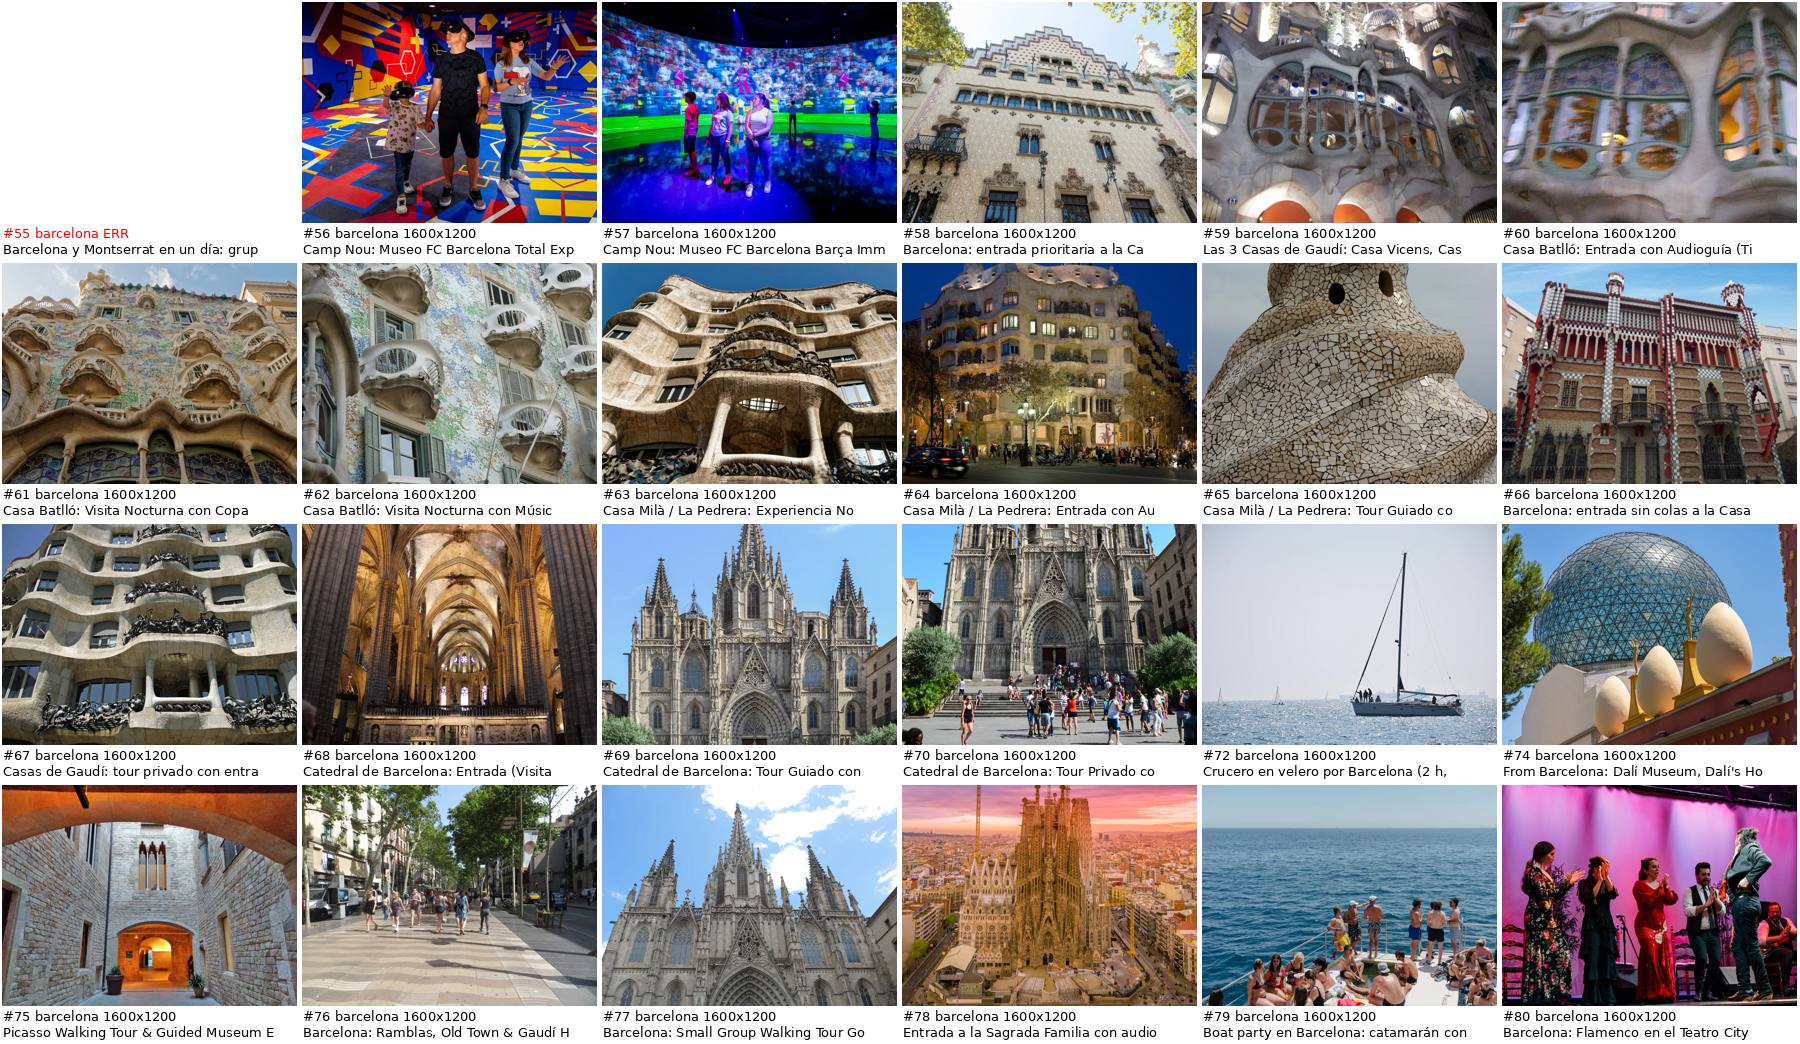 #55 barcelona ERR
Barcelona y Montserrat en un día: grup
#56 barcelona 1600x1200
Camp Nou: Museo FC Barcelona Total Exp
#57 barcelona 1600x1200
Camp Nou: Museo FC Barcelona Barça Imm
#58 barcelona 1600x1200
Barcelona: entrada prioritaria a la Ca
#59 barcelona 1600x1200
Las 3 Casas de Gaudí: Casa Vicens, Cas
#60 barcelona 1600x1200
Casa Batlló: Entrada con Audioguía (Ti
#61 barcelona 1600x1200
Casa Batlló: Visita Nocturna con Copa
#62 barcelona 1600x1200
Casa Batlló: Visita Nocturna con Músic
#63 barcelona 1600x1200
Casa Milà / La Pedrera: Experiencia No
#64 barcelona 1600x1200
Casa Milà / La Pedrera: Entrada con Au
#65 barcelona 1600x1200
Casa Milà / La Pedrera: Tour Guiado co
#66 barcelona 1600x1200
Barcelona: entrada sin colas a la Casa
#67 barcelona 1600x1200
Casas de Gaudí: tour privado con entra
#68 barcelona 1600x1200
Catedral de Barcelona: Entrada (Visita
#69 barcelona 1600x1200
Catedral de Barcelona: Tour Guiado con
#70 barcelona 1600x1200
Catedral de Barcelona: Tour Privado co
#72 barcelona 1600x1200
Crucero en velero por Barcelona (2 h,
#74 barcelona 1600x1200
From Barcelona: Dalí Museum, Dalí's Ho
#75 barcelona 1600x1200
Picasso Walking Tour & Guided Museum E
#76 barcelona 1600x1200
Barcelona: Ramblas, Old Town & Gaudí H
#77 barcelona 1600x1200
Barcelona: Small Group Walking Tour Go
#78 barcelona 1600x1200
Entrada a la Sagrada Familia con audio
#79 barcelona 1600x1200
Boat party en Barcelona: catamarán con
#80 barcelona 1600x1200
Barcelona: Flamenco en el Teatro City